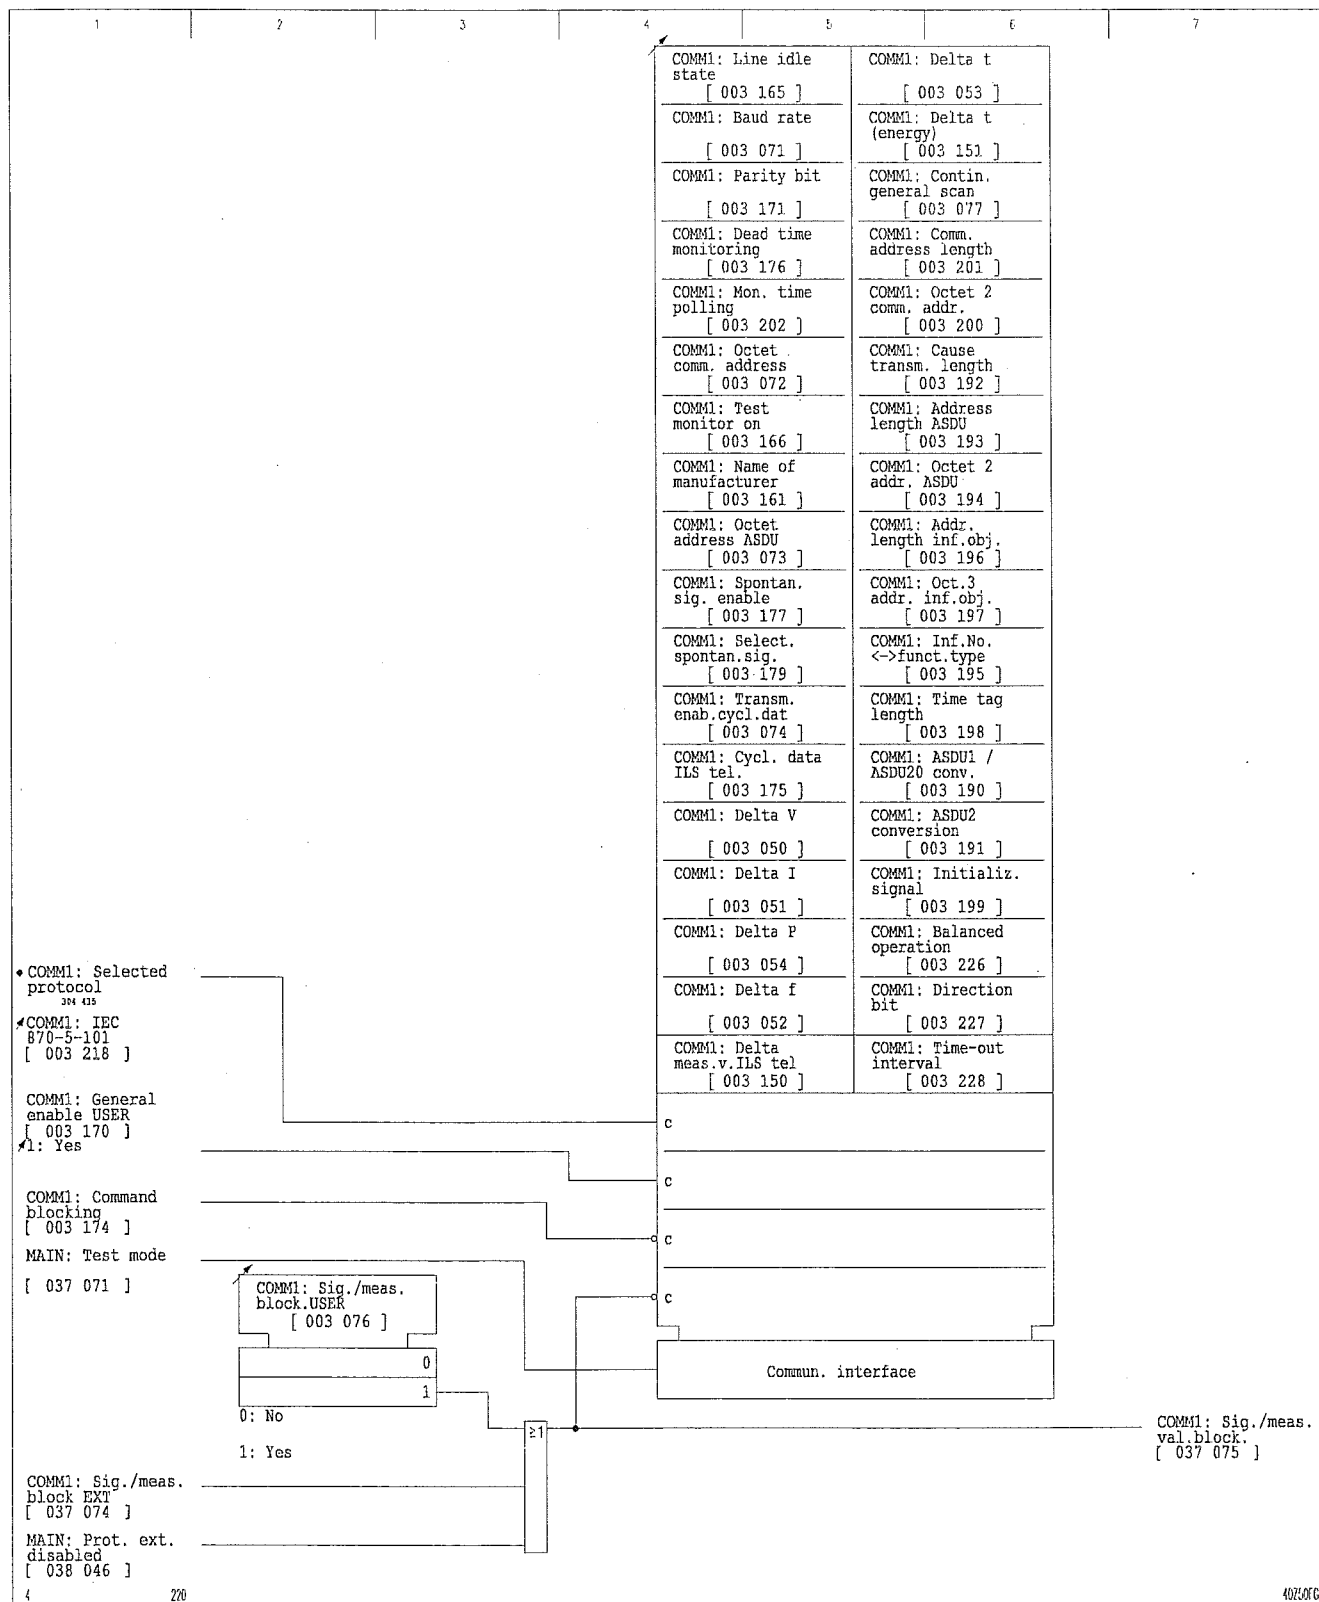 1 2 3 4 5 6 7
COMM1: Line idle
state
[ 003 165 ]
COMM1: Delta t
[ 003 053 ]
COMM1: Baud rate
[ 003 071 ]
COMM1: Delta t
(energy)
[ 003 151 ]
COMM1: Parity bit
[ 003 171 ]
COMM1: Contin.
general scan
[ 003 077 ]
COMM1: Dead time
monitoring
[ 003 176 ]
COMM1: Comm.
address length
[ 003 201 ]
COMM1: Mon. time
polling
[ 003 202 ]
COMM1: Octet 2
comm. addr.
[ 003 200 ]
COMM1: Octet
comm. address
[ 003 072 ]
COMM1: Cause
transm. length
[ 003 192 ]
COMM1: Test
monitor on
[ 003 166 ]
COMM1: Address
length ASDU
[ 003 193 ]
COMM1: Name of
manufacturer
[ 003 161 ]
COMM1: Octet 2
addr. ASDU
[ 003 194 ]
COMM1: Octet
address ASDU
[ 003 073 ]
COMM1: Addr.
length inf.obj.
[ 003 196 ]
COMM1: Spontan.
sig. enable
[ 003 177 ]
COMM1: Oct.3
addr. inf.obj.
[ 003 197 ]
COMM1: Select.
spontan.sig.
[ 003 179 ]
COMM1: Inf.No.
<->funct.type
[ 003 195 ]
COMM1: Transm.
enab.cycl.dat
[ 003 074 ]
COMM1: Time tag
length
[ 003 198 ]
COMM1: Cycl. data
ILS tel.
[ 003 175 ]
COMM1: ASDU1 /
ASDU20 conv.
[ 003 190 ]
COMM1: Delta V
[ 003 050 ]
COMM1: ASDU2
conversion
[ 003 191 ]
COMM1: Delta I
[ 003 051 ]
COMM1: Initializ.
signal
[ 003 199 ]
COMM1: Delta P
[ 003 054 ]
COMM1: Balanced
operation
[ 003 226 ]
COMM1: Delta f
[ 003 052 ]
COMM1: Direction
bit
[ 003 227 ]
COMM1: Delta
meas.v.ILS tel
[ 003 150 ]
COMM1: Time-out
interval
[ 003 228 ]
COMM1: Selected
protocol
304 415
COMM1: IEC
870-5-101
[ 003 218 ]
COMM1: General
enable USER
[ 003 170 ]
1: Yes
COMM1: Command
blocking
[ 003 174 ]
MAIN: Test mode
[ 037 071 ]
c
c
c
c
COMM1: Sig./meas.
block.USER
[ 003 076 ]
0
1
0: No
1: Yes
Commun. interface
≥1
COMM1: Sig./meas.
val.block.
[ 037 075 ]
COMM1: Sig./meas.
block EXT
[ 037 074 ]
MAIN: Prot. ext.
disabled
[ 038 046 ]
4 220